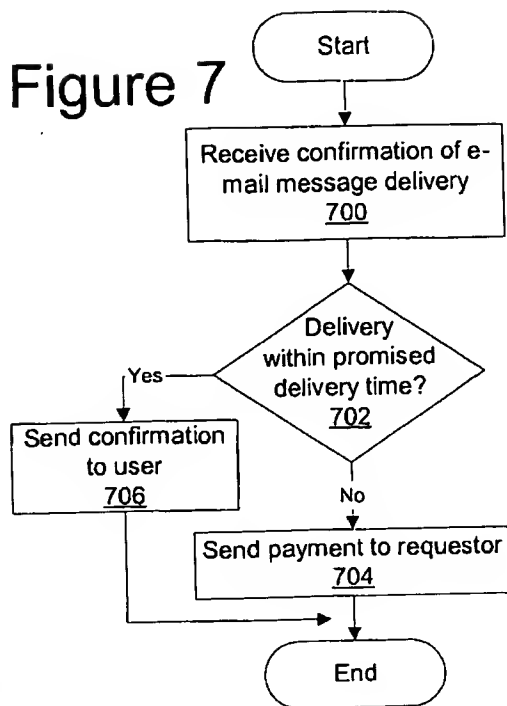 Figure 7
Start
Receive confirmation of e-
mail message delivery
700
Delivery
within promised
delivery time?
702
Yes
Send confirmation
to user
706
No
Send payment to requestor
704
End